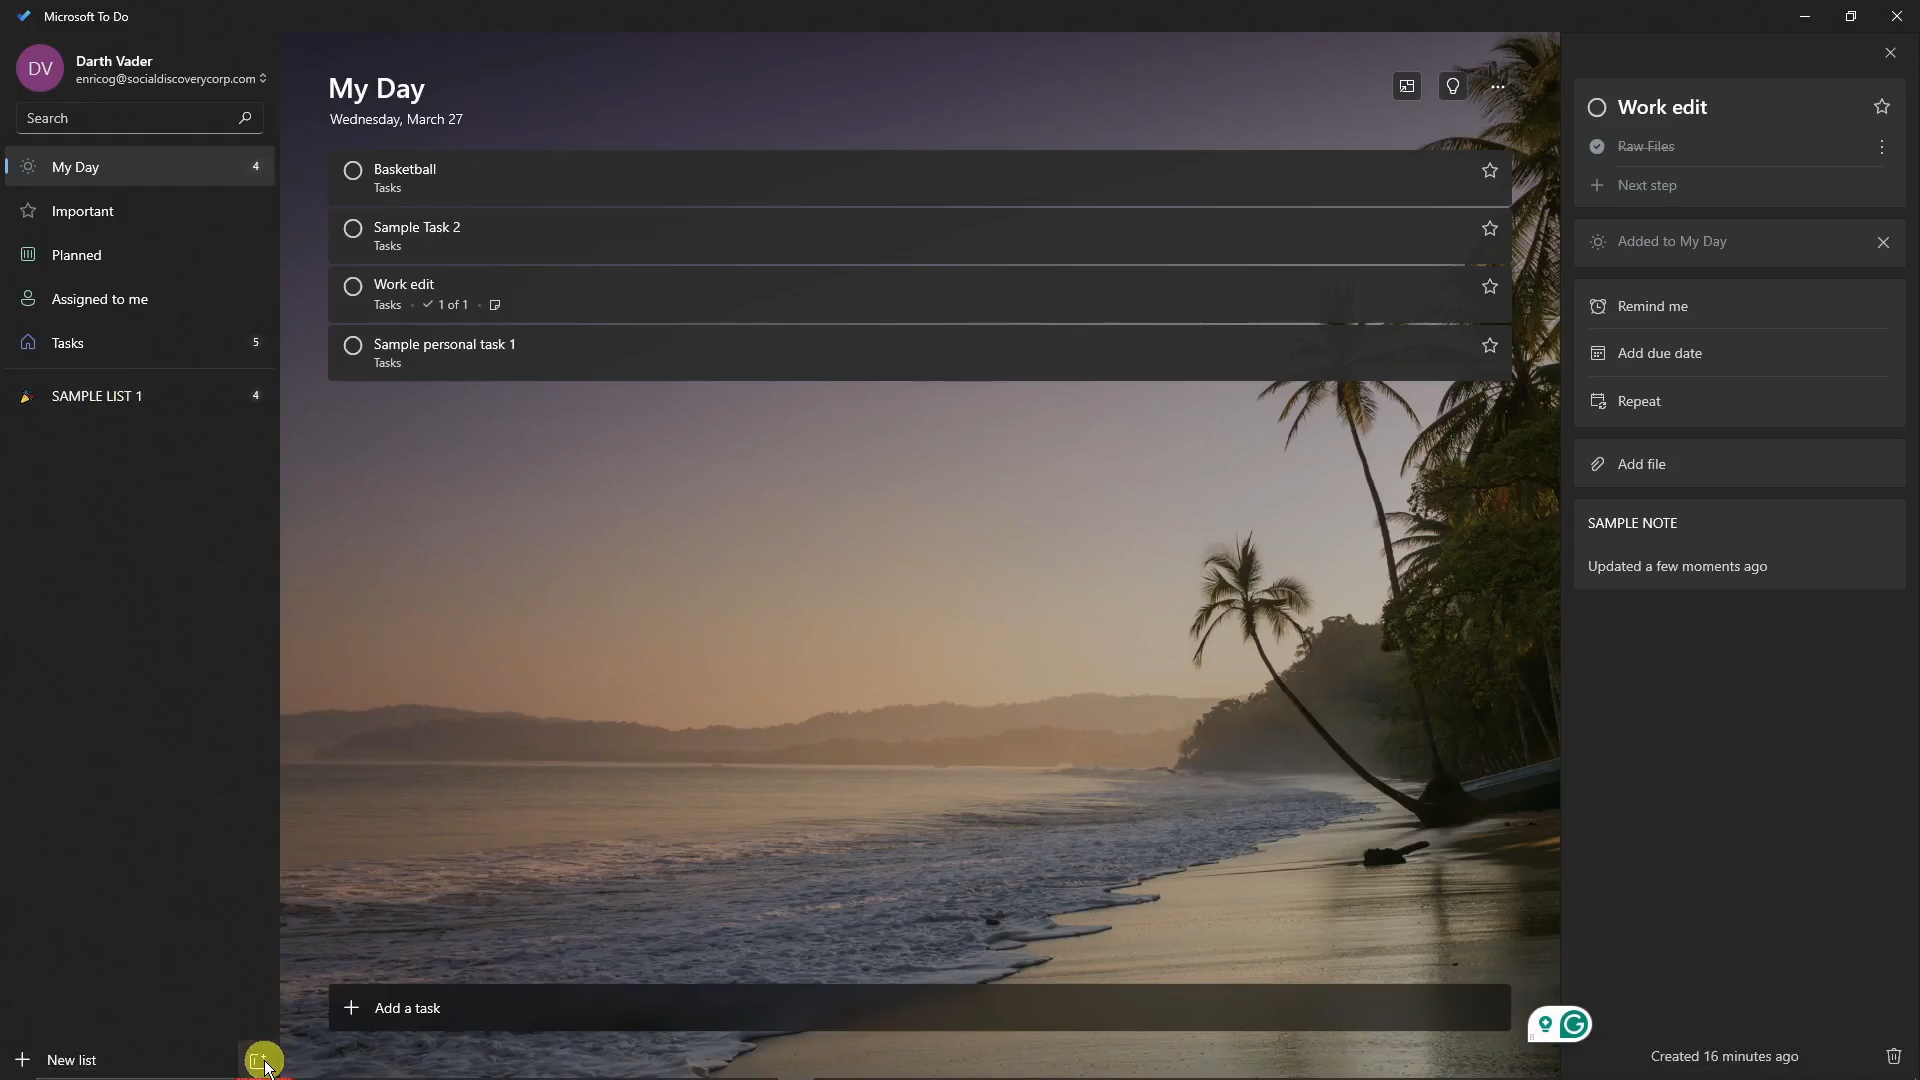 Microsoft To Do
DV
Darth Vader
enricog@socialdiscoverycorp.com
Search
My Day 4
Important
Planned
Assigned to me
Tasks 5
SAMPLE LIST 1 4
New list
My Day
Wednesday, March 27
Basketball
Tasks
Sample Task 2
Tasks
Work edit
Tasks 1 of 1
Sample personal task 1
Tasks
Add a task
Work edit
Raw Files
Next step
Added to My Day
Remind me
Add due date
Repeat
Add file
SAMPLE NOTE
Updated a few moments ago
Created 16 minutes ago